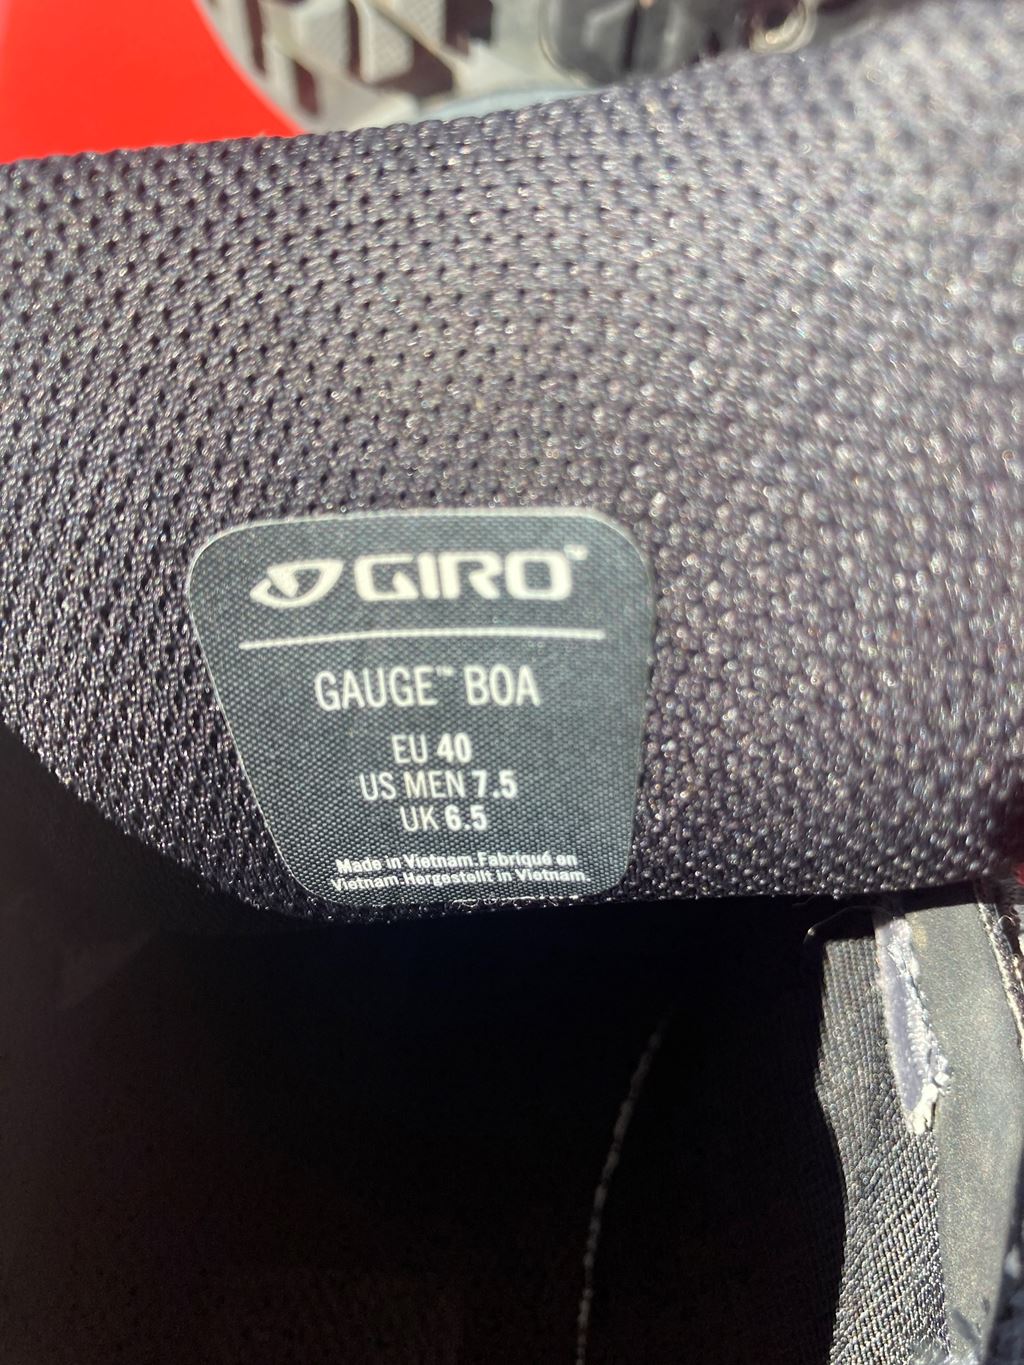 GIRO™
GAUGE™ BOA
EU 40
US MEN 7.5
UK 6.5
Made in Vietnam.Fabriqué en
Vietnam.Hergestellt in Vietnam.